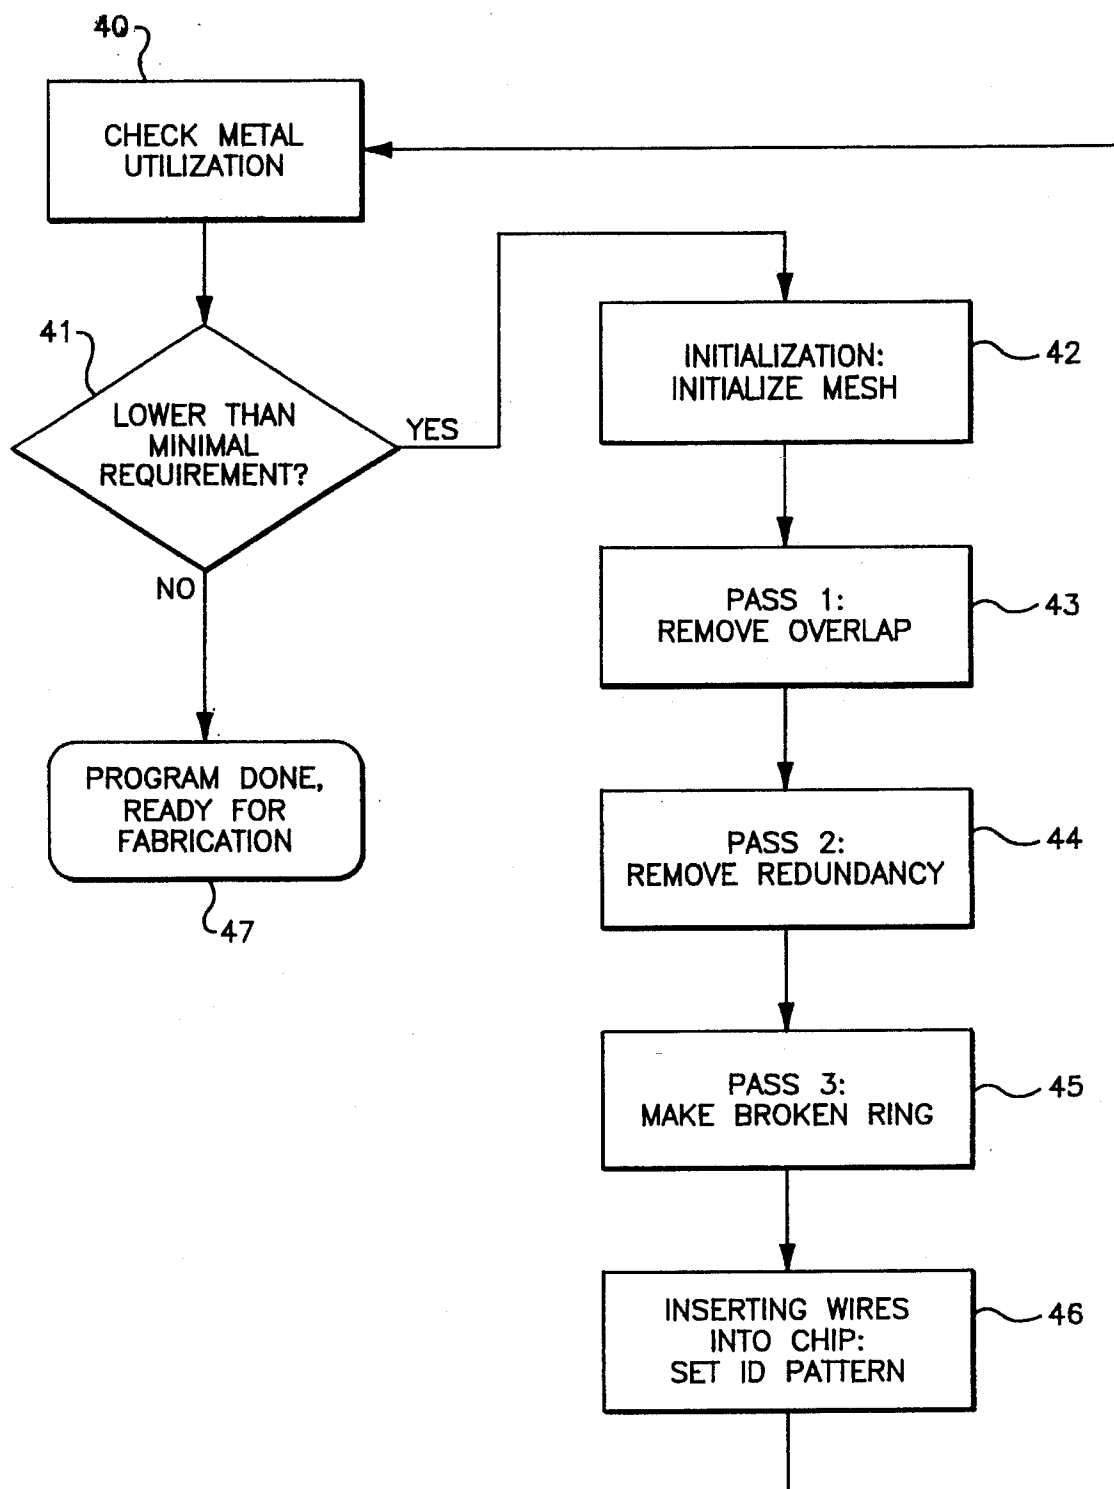 40
CHECK METAL
UTILIZATION
41
LOWER THAN
MINIMAL
REQUIREMENT?
YES
NO
PROGRAM DONE,
READY FOR
FABRICATION
47
INITIALIZATION:
INITIALIZE MESH
42
PASS 1:
REMOVE OVERLAP
43
PASS 2:
REMOVE REDUNDANCY
44
PASS 3:
MAKE BROKEN RING
45
INSERTING WIRES
INTO CHIP:
SET ID PATTERN
46